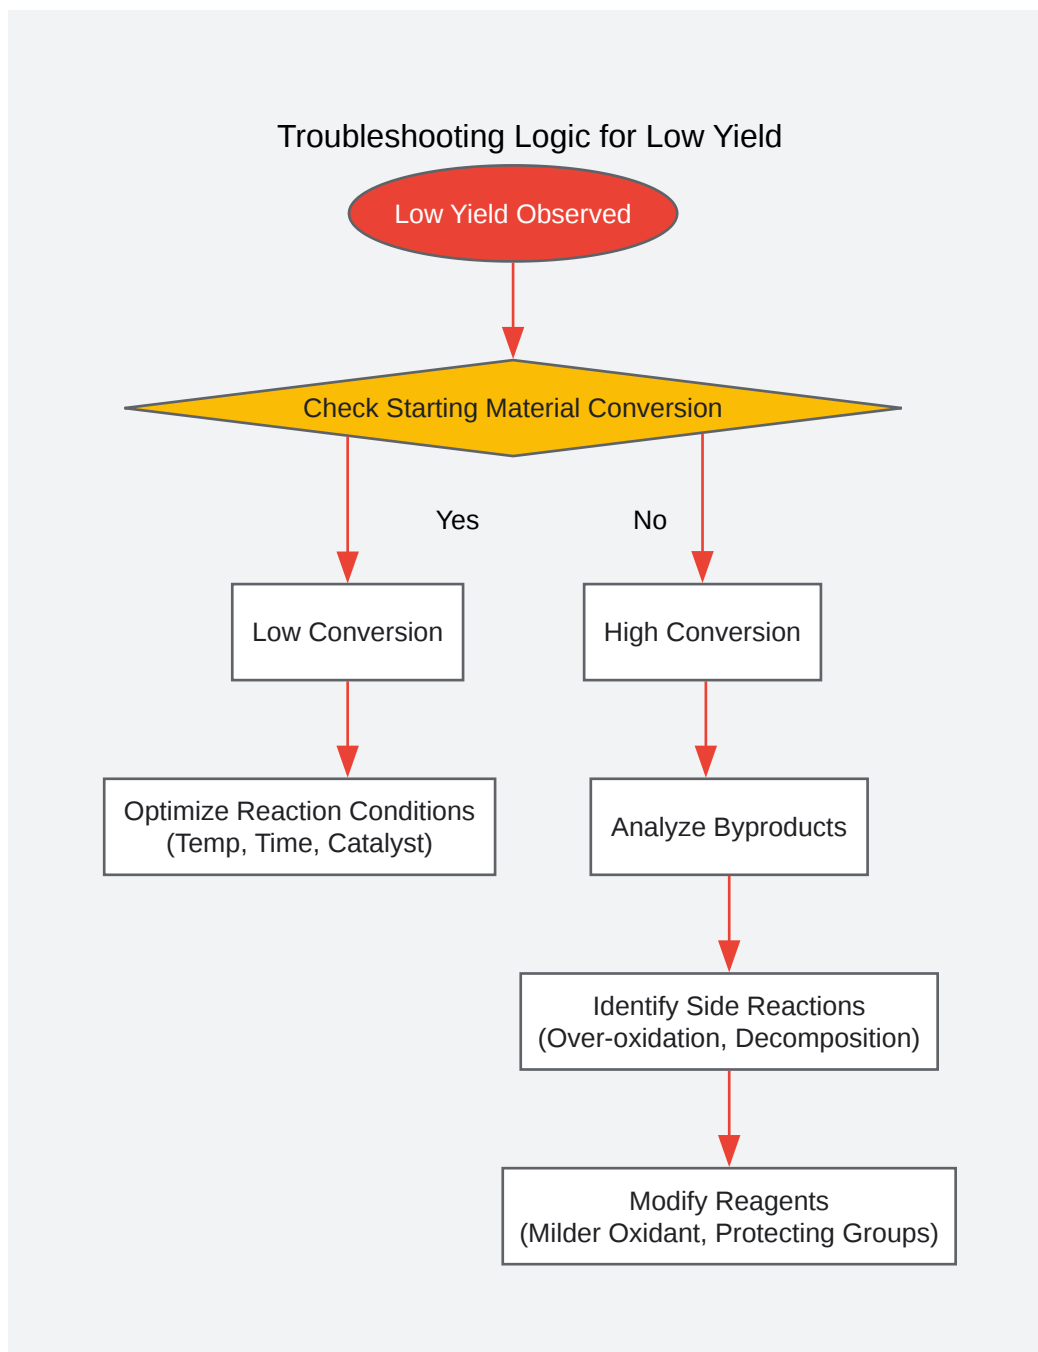 Troubleshooting Logic for Low Yield
Low Yield Observed
Check Starting Material Conversion
Yes
No
Low Conversion
High Conversion
Optimize Reaction Conditions
(Temp, Time, Catalyst)
Analyze Byproducts
Identify Side Reactions
(Over-oxidation, Decomposition)
Modify Reagents
(Milder Oxidant, Protecting Groups)